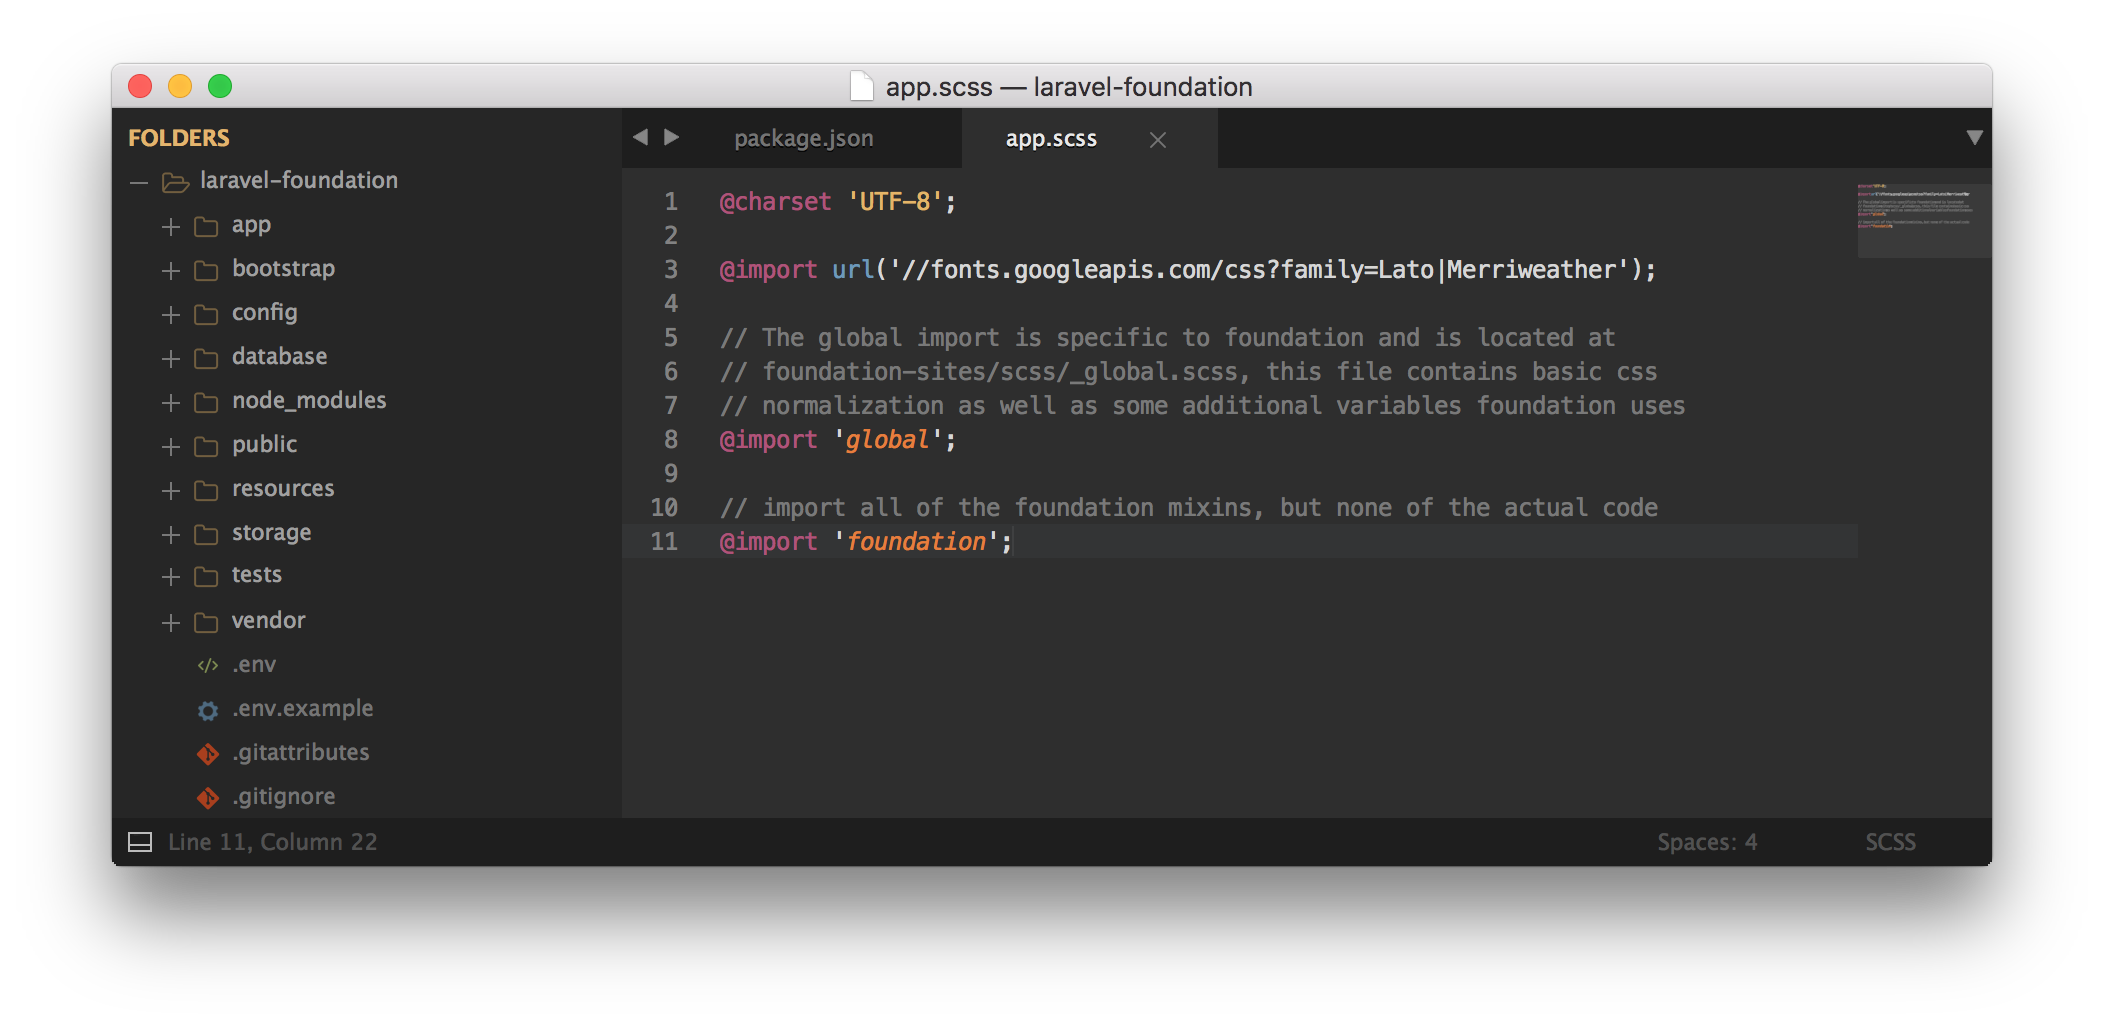 app.scss — laravel-foundation
FOLDERS
laravel-foundation
app
bootstrap
config
database
node_modules
public
resources
storage
tests
vendor
.env
.env.example
.gitattributes
.gitignore
package.json
app.scss
1 @charset 'UTF-8';
2
3 @import url('//fonts.googleapis.com/css?family=Lato|Merriweather');
4
5 // The global import is specific to foundation and is located at
6 // foundation-sites/scss/_global.scss, this file contains basic css
7 // normalization as well as some additional variables foundation uses
8 @import 'global';
9
10 // import all of the foundation mixins, but none of the actual code
11 @import 'foundation';
Line 11, Column 22
Spaces: 4
SCSS